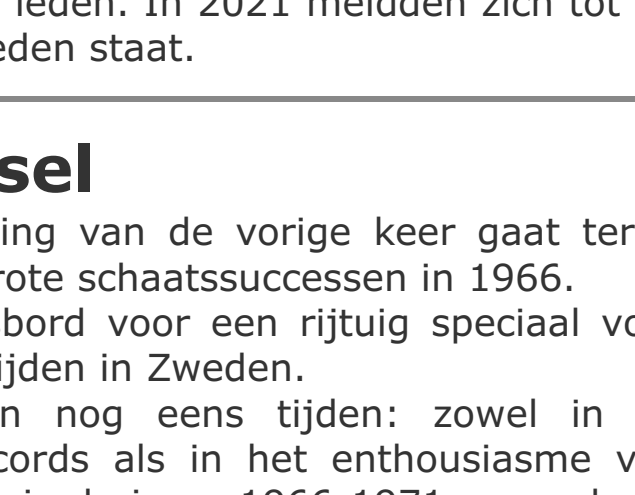 leden. In 2021 meldden zich tot
eden staat.
sel
ing van de vorige keer gaat ter
rote schaatssuccessen in 1966.
bord voor een rijtuig speciaal vo
ijden in Zweden.
n nog eens tijden: zowel in
cords als in het enthousiasme v
1966-1971